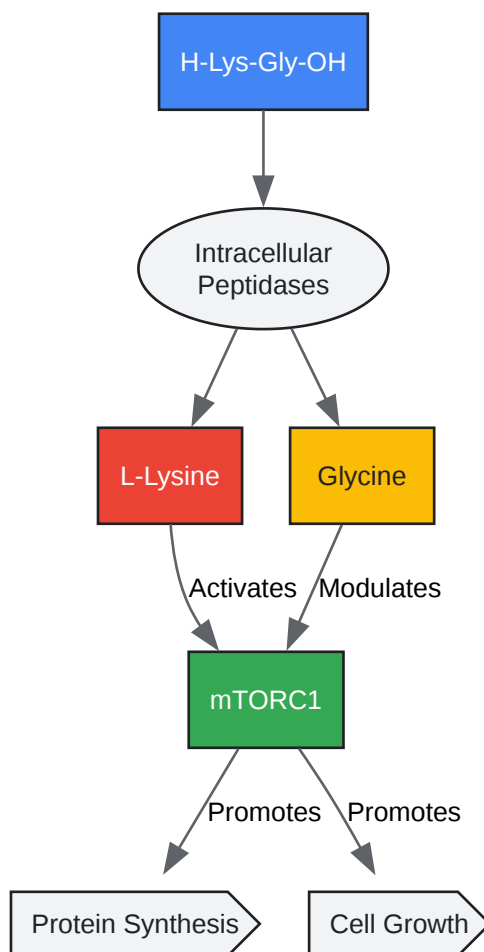 H-Lys-Gly-OH
Intracellular
Peptidases
L-Lysine
Glycine
Activates
Modulates
mTORC1
Promotes
Promotes
Protein Synthesis
Cell Growth